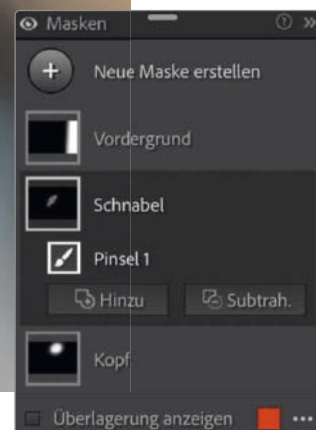 Masken
Neue Maske erstellen
Vordergrund
Schnabel
Pinsel 1
Hinzu Subtrah.
Kopf
Überlagerung anzeigen